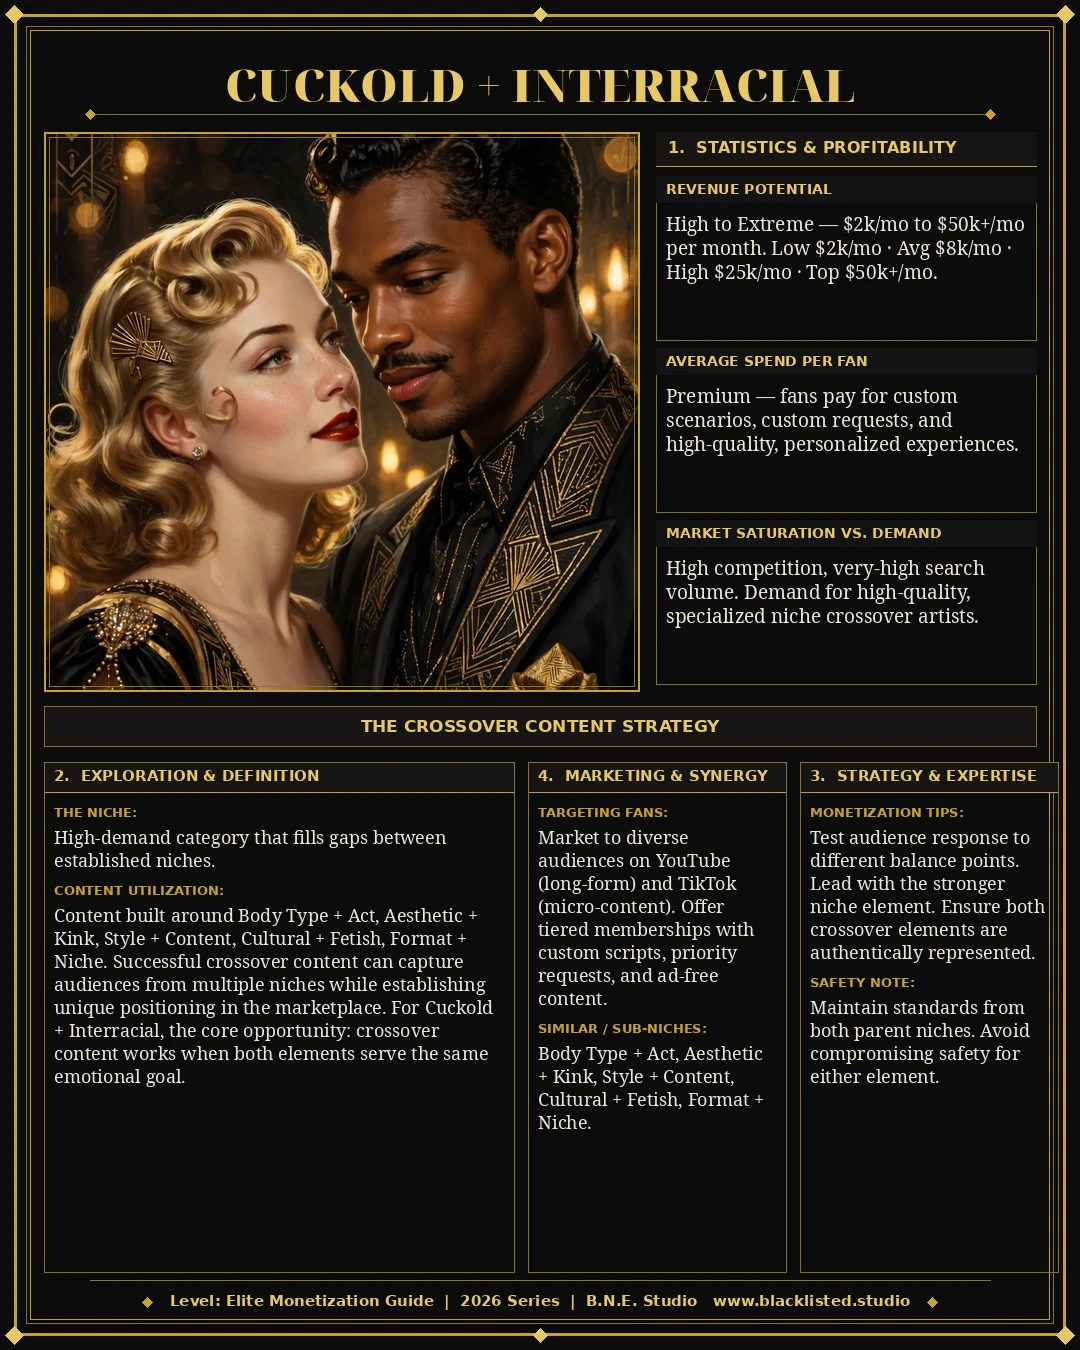 CUCKOLD + INTERRACIAL
1. STATISTICS & PROFITABILITY
REVENUE POTENTIAL
High to Extreme — $2k/mo to $50k+/mo
per month. Low $2k/mo · Avg $8k/mo ·
High $25k/mo · Top $50k+/mo.
AVERAGE SPEND PER FAN
Premium — fans pay for custom
scenarios, custom requests, and
high-quality, personalized experiences.
MARKET SATURATION VS. DEMAND
High competition, very-high search
volume. Demand for high-quality,
specialized niche crossover artists.
THE CROSSOVER CONTENT STRATEGY
2. EXPLORATION & DEFINITION
THE NICHE:
High-demand category that fills gaps between
established niches.
CONTENT UTILIZATION:
Content built around Body Type + Act, Aesthetic +
Kink, Style + Content, Cultural + Fetish, Format +
Niche. Successful crossover content can capture
audiences from multiple niches while establishing
unique positioning in the marketplace. For Cuckold
+ Interracial, the core opportunity: crossover
content works when both elements serve the same
emotional goal.
4. MARKETING & SYNERGY
TARGETING FANS:
Market to diverse
audiences on YouTube
(long-form) and TikTok
(micro-content). Offer
tiered memberships with
custom scripts, priority
requests, and ad-free
content.
SIMILAR / SUB-NICHES:
Body Type + Act, Aesthetic
+ Kink, Style + Content,
Cultural + Fetish, Format +
Niche.
3. STRATEGY & EXPERTISE
MONETIZATION TIPS:
Test audience response to
different balance points.
Lead with the stronger
niche element. Ensure both
crossover elements are
authentically represented.
SAFETY NOTE:
Maintain standards from
both parent niches. Avoid
compromising safety for
either element.
Level: Elite Monetization Guide | 2026 Series | B.N.E. Studio www.blacklisted.studio